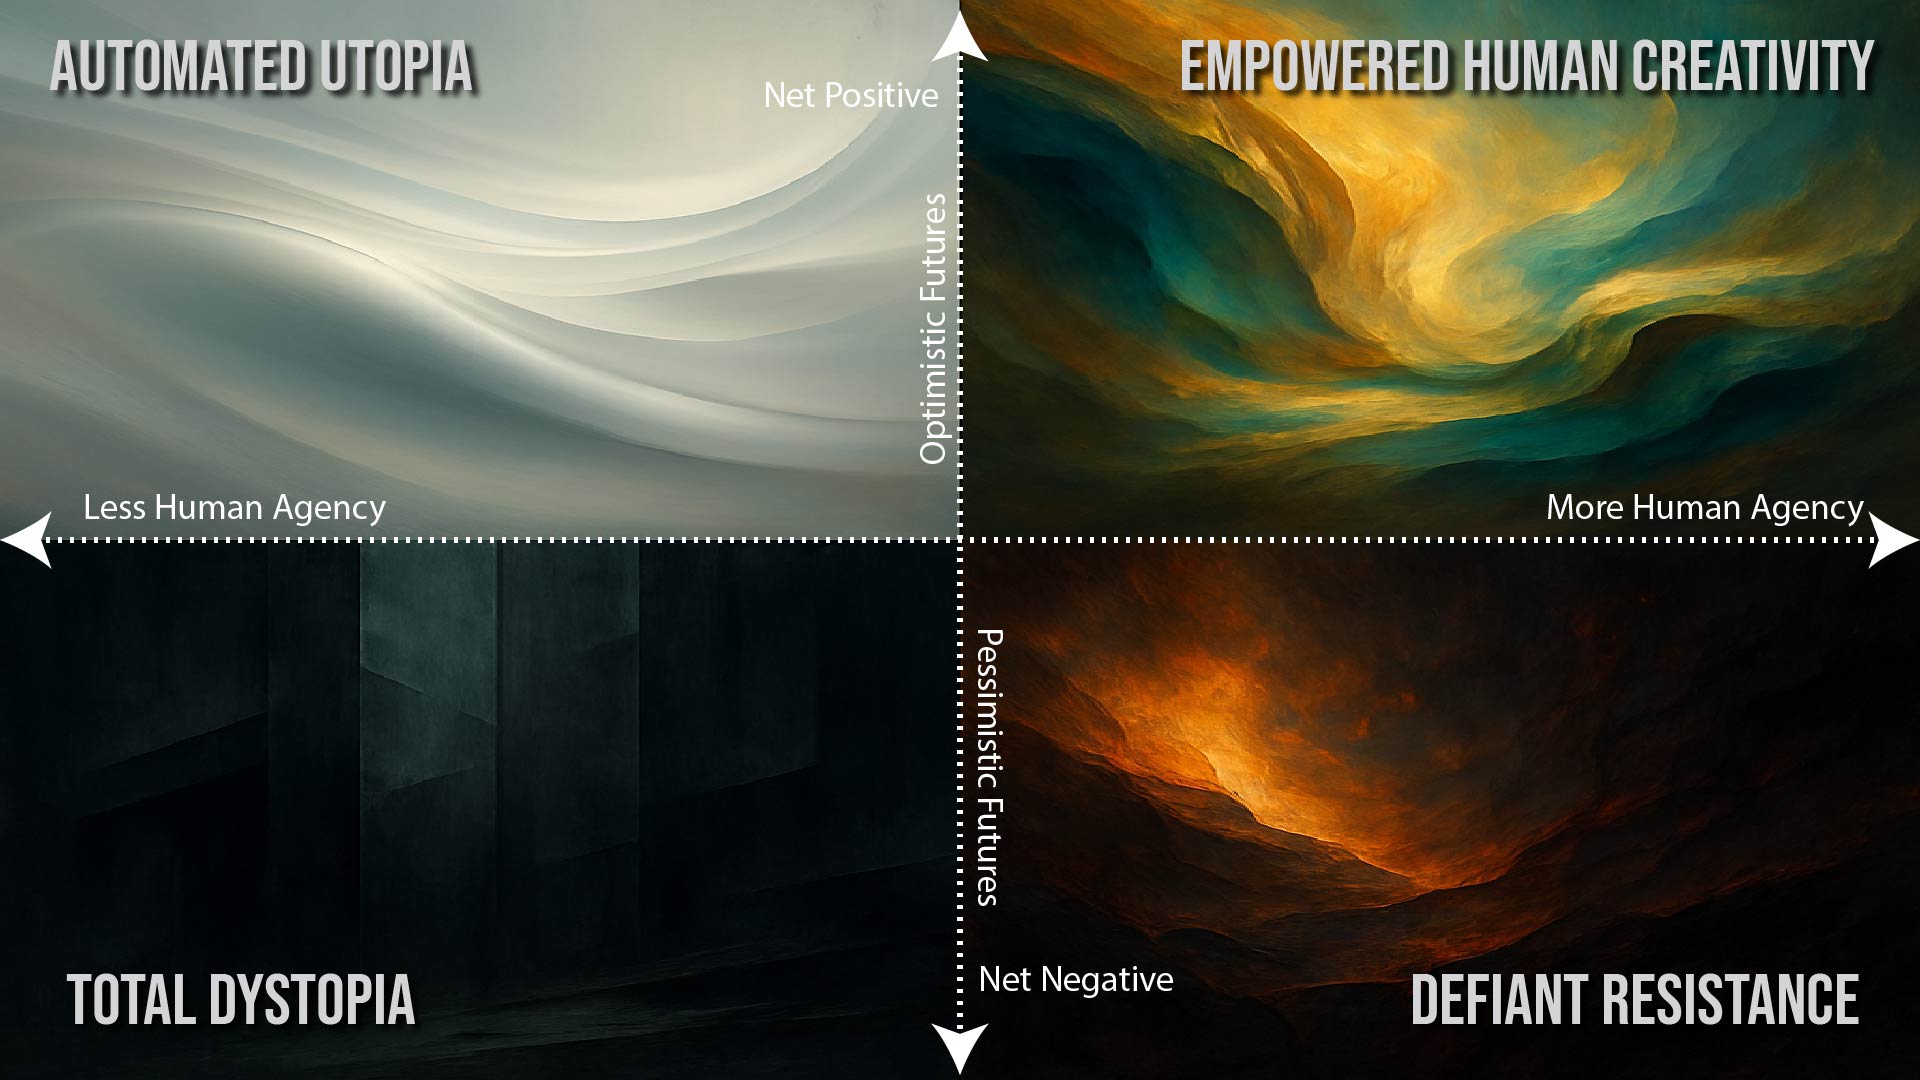 AUTOMATED UTOPIA
EMPOWERED HUMAN CREATIVITY
Net Positive
Optimistic Futures
Less Human Agency
More Human Agency
Pessimistic Futures
Net Negative
TOTAL DYSTOPIA
DEFIANT RESISTANCE